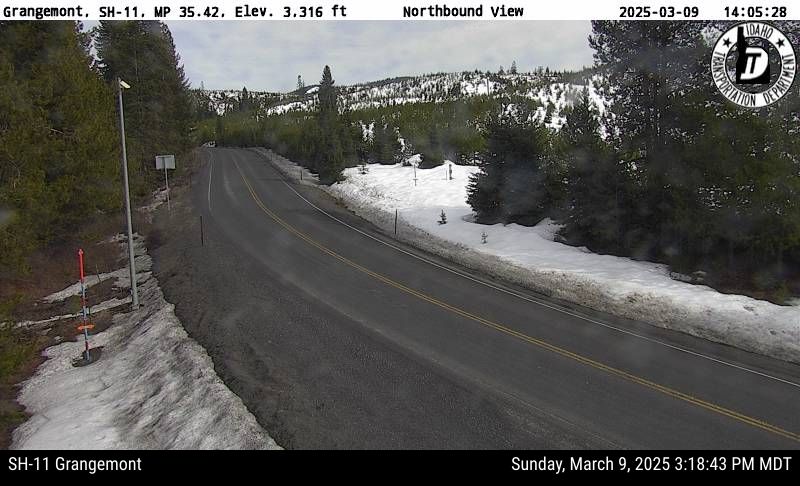 Grangemont, SH-11, MP 35.42, Elev. 3,316 ft Northbound View 2025-03-09 14:05:28
IDAHO
TRANSPORTATION DEPARTMENT
SH-11 Grangemont Sunday, March 9, 2025 3:18:43 PM MDT